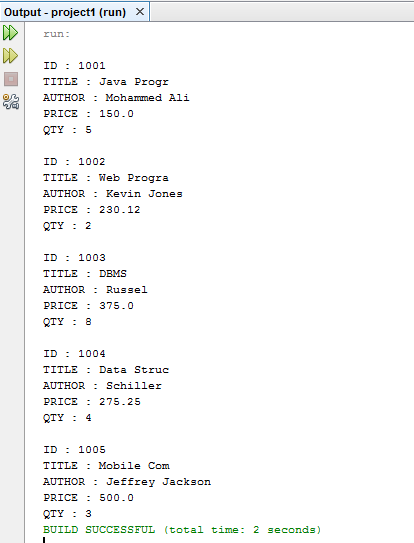 Output - project1 (run)
run:
ID : 1001
TITLE : Java Progr
AUTHOR : Mohammed Ali
PRICE : 150.0
QTY : 5
ID : 1002
TITLE : Web Progra
AUTHOR : Kevin Jones
PRICE : 230.12
QTY : 2
ID : 1003
TITLE : DBMS
AUTHOR : Russel
PRICE : 375.0
QTY : 8
ID : 1004
TITLE : Data Struc
AUTHOR : Schiller
PRICE : 275.25
QTY : 4
ID : 1005
TITLE : Mobile Com
AUTHOR : Jeffrey Jackson
PRICE : 500.0
QTY : 3
BUILD SUCCESSFUL (total time: 2 seconds)